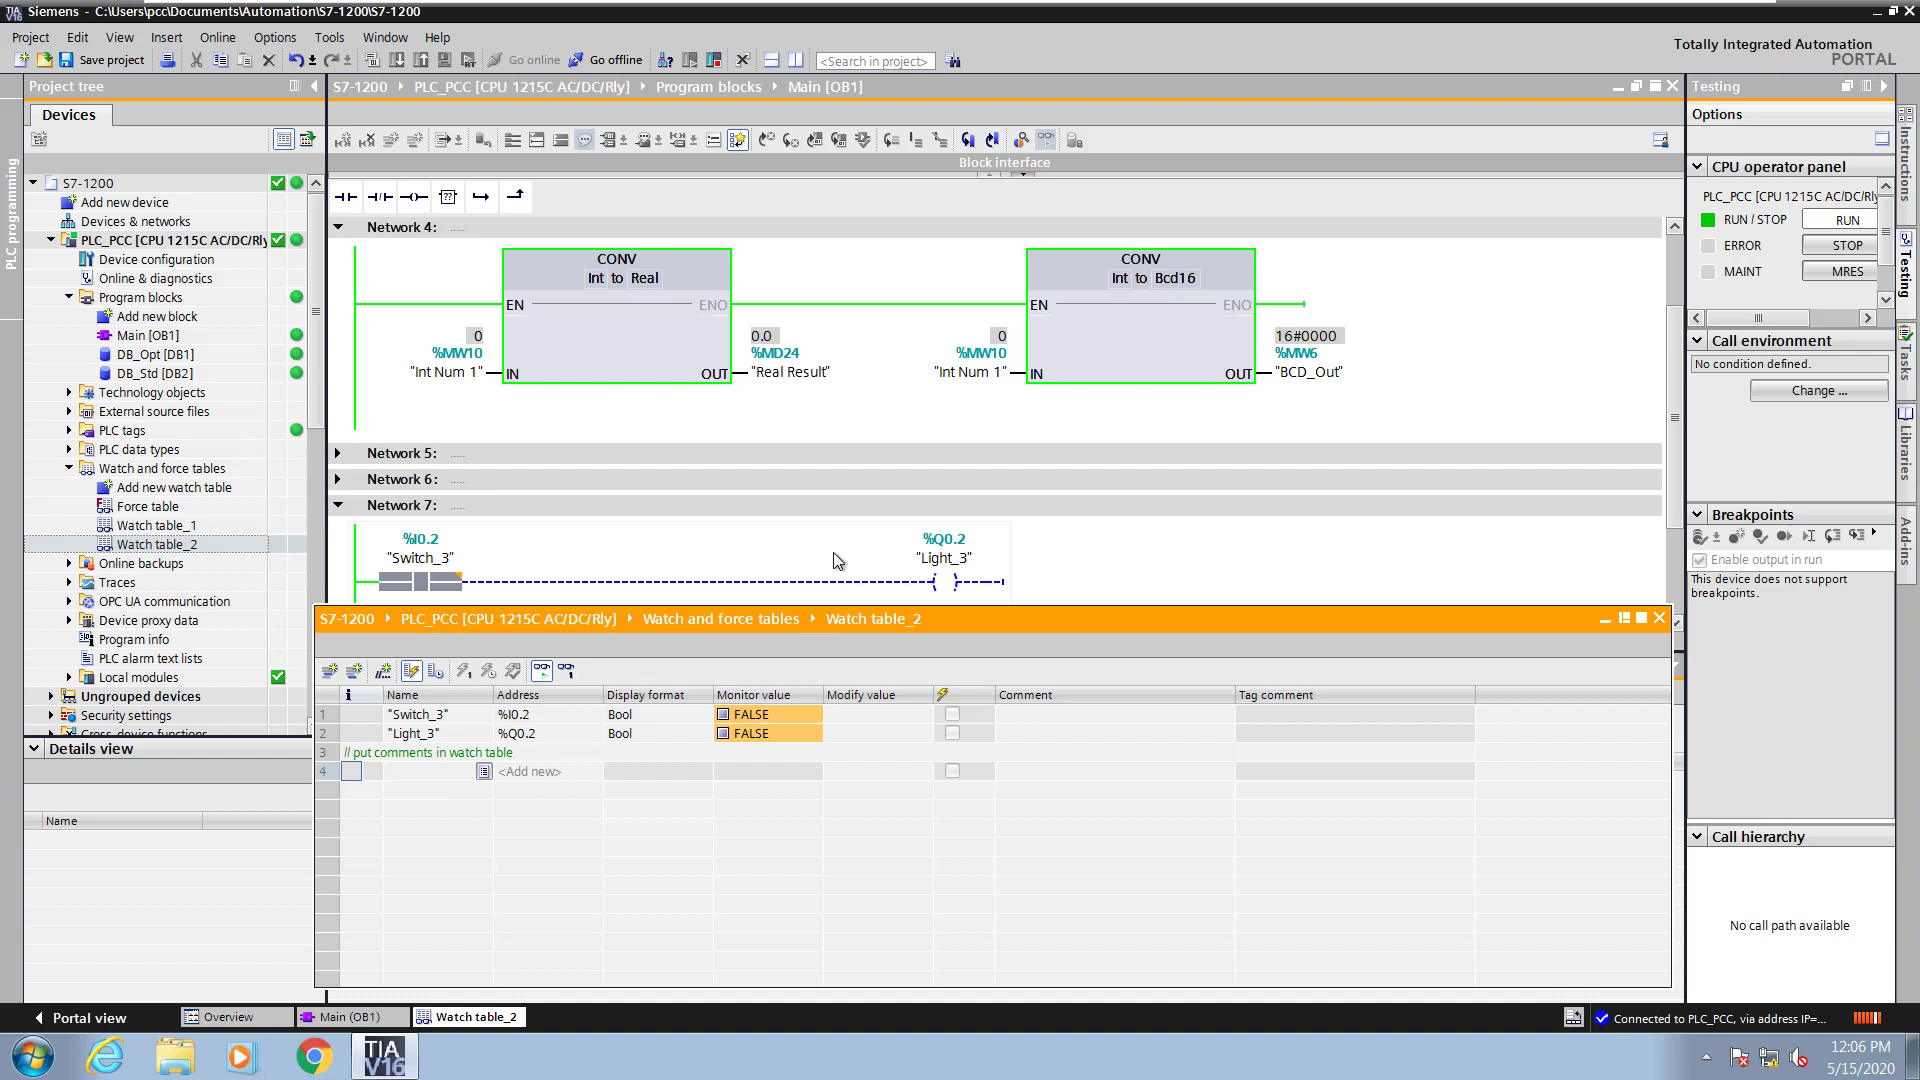 Siemens - C:\Users\pcc\Documents\Automation\S7-1200\S7-1200
Project Edit View Insert Online Options Tools Window Help
Totally Integrated Automation
PORTAL
Save project
Go online
Go offline
<Search in project>
Project tree
S7-1200 PLC_PCC [CPU 1215C AC/DC/Rly] Program blocks Main [OB1]
Testing
Devices
Options
PLC programming
Block interface
S7-1200
Add new device
Devices & networks
PLC_PCC [CPU 1215C AC/DC/Rly
Device configuration
Online & diagnostics
Program blocks
Add new block
Main [OB1]
DB_Opt [DB1]
DB_Std [DB2]
Technology objects
External source files
PLC tags
PLC data types
Watch and force tables
Add new watch table
Force table
Watch table_1
Watch table_2
Online backups
Traces
OPC UA communication
Device proxy data
Program info
PLC alarm text lists
Local modules
Ungrouped devices
Security settings
Cross-device functions
Details view
Name
Network 4: .....
CONV
Int to Real
EN
ENO
0
%MW10
"Int Num 1"
IN
OUT
0.0
%MD24
"Real Result"
CONV
Int to Bcd16
EN
ENO
0
%MW10
"Int Num 1"
IN
OUT
16#0000
%MW6
"BCD_Out"
Network 5: .....
Network 6: .....
Network 7: .....
%I0.2
"Switch_3"
%Q0.2
"Light_3"
S7-1200 PLC_PCC [CPU 1215C AC/DC/Rly] Watch and force tables Watch table_2
i Name Address Display format Monitor value Modify value Comment Tag comment
1 "Switch_3" %I0.2 Bool FALSE
2 "Light_3" %Q0.2 Bool FALSE
3 // put comments in watch table
4 <Add new>
CPU operator panel
PLC_PCC [CPU 1215C AC/DC/Rly
RUN / STOP RUN
ERROR STOP
MAINT MRES
Call environment
No condition defined.
Change ...
Breakpoints
Enable output in run
This device does not support
breakpoints.
Call hierarchy
No call path available
Instructions
Testing
Tasks
Libraries
Add-ins
Portal view
Overview
Main (OB1)
Watch table_2
Connected to PLC_PCC, via address IP=...
TIA
V16
12:06 PM
5/15/2020